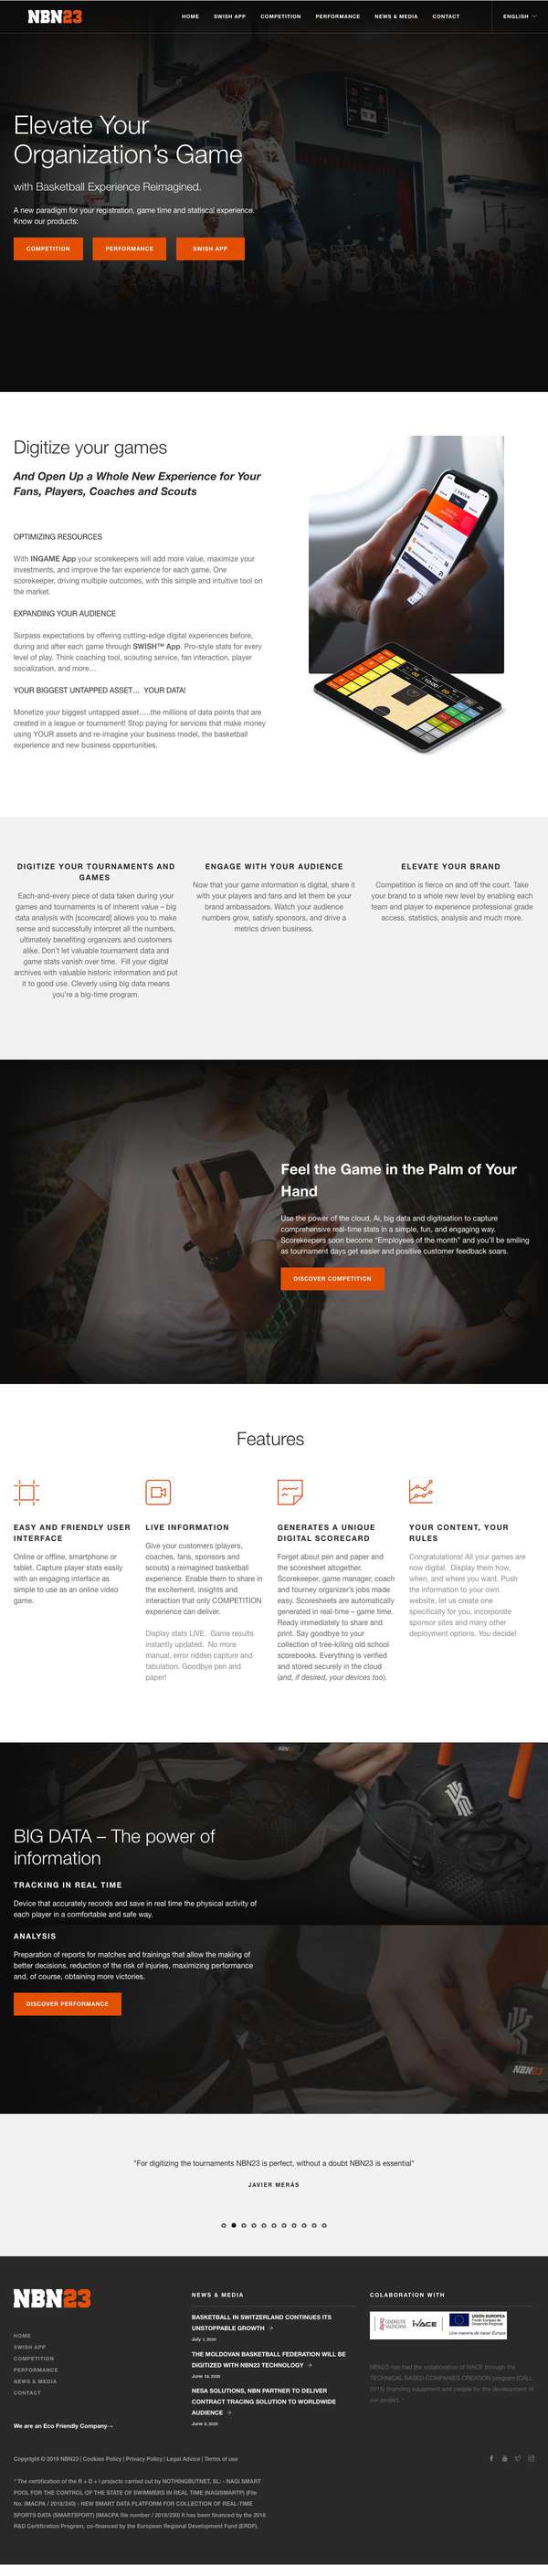 NBN23
HOME SWISH APP COMPETITION PERFORMANCE NEWS & MEDIA CONTACT ENGLISH
Elevate Your
Organization's Game
with Basketball Experience Reimagined.
A new paradigm for your registration, game time and statiscal experience.
Know our products:
COMPETITION PERFORMANCE SWISH APP
Digitize your games
And Open Up a Whole New Experience for Your
Fans, Players, Coaches and Scouts
OPTIMIZING RESOURCES
With INGAME App your scorekeepers will add more value, maximize your
investments, and improve the fan experience for each game. One
scorekeeper, driving multiple outcomes, with this simple and intuitive tool on
the market.
EXPANDING YOUR AUDIENCE
Surpass expectations by offering cutting-edge digital experiences before,
during and after each game through SWISH™ App. Pro-style stats for every
level of play. Think coaching tool, scouting service, fan interaction, player
socialization, and more…
YOUR BIGGEST UNTAPPED ASSET… YOUR DATA!
Monetize your biggest untapped asset…..the millions of data points that are
created in a league or tournament! Stop paying for services that make money
using YOUR assets and re-imagine your business model, the basketball
experience and new business opportunities.
DIGITIZE YOUR TOURNAMENTS AND
GAMES
Each-and-every piece of data taken during your
games and tournaments is of inherent value – big
data analysis with [scorecard] allows you to make
sense and successfully interpret all the numbers,
ultimately benefiting organizers and customers
alike. Don't let valuable tournament data and
game stats vanish over time. Fill your digital
archives with valuable historic information and put
it to good use. Cleverly using big data means
you're a big-time program.
ENGAGE WITH YOUR AUDIENCE
Now that your game information is digital, share it
with your players and fans and let them be your
brand ambassadors. Watch your audience
numbers grow, satisfy sponsors, and drive a
metrics driven business.
ELEVATE YOUR BRAND
Competition is fierce on and off the court. Take
your brand to a whole new level by enabling each
team and player to experience professional grade
access, statistics, analysis and much more.
Feel the Game in the Palm of Your
Hand
Use the power of the cloud, Ai, big data and digitisation to capture
comprehensive real-time stats in a simple, fun, and engaging way.
Scorekeepers soon become "Employees of the month" and you'll be smiling
as tournament days get easier and positive customer feedback soars.
DISCOVER COMPETITION
Features
EASY AND FRIENDLY USER
INTERFACE
Online or offline, smartphone or
tablet. Capture player stats easily
with an engaging interface as
simple to use as an online video
game.
LIVE INFORMATION
Give your customers (players,
coaches, fans, sponsors and
scouts) a reimagined basketball
experience. Enable them to share in
the excitement, insights and
interaction that only COMPETITION
experience can deliver.
Display stats LIVE. Game results
instantly updated. No more
manual, error ridden capture and
tabulation. Goodbye pen and
paper!
GENERATES A UNIQUE
DIGITAL SCORECARD
Forget about pen and paper and
the scoresheet altogether.
Scorekeeper, game manager, coach
and tourney organizer's jobs made
easy. Scoresheets are automatically
generated in real-time – game time.
Ready immediately to share and
print. Say goodbye to your
collection of tree-killing old school
scorebooks. Everything is verified
and stored securely in the cloud
(and, if desired, your devices too).
YOUR CONTENT, YOUR
RULES
Congratulations! All your games are
now digital. Display them how,
when, and where you want. Push
the information to your own
website, let us create one
specifically for you, incorporate
sponsor sites and many other
deployment options. You decide!
BIG DATA – The power of
information
TRACKING IN REAL TIME
Device that accurately records and save in real time the physical activity of
each player in a comfortable and safe way.
ANALYSIS
Preparation of reports for matches and trainings that allow the making of
better decisions, reduction of the risk of injuries, maximizing performance
and, of course, obtaining more victories.
DISCOVER PERFORMANCE
NBN23
"For digitizing the tournaments NBN23 is perfect, without a doubt NBN23 is essential"
JAVIER MERÁS
NBN23
HOME
SWISH APP
COMPETITION
PERFORMANCE
NEWS & MEDIA
CONTACT
We are an Eco Friendly Company→
NEWS & MEDIA
BASKETBALL IN SWITZERLAND CONTINUES ITS
UNSTOPPABLE GROWTH →
July 1, 2020
THE MOLDOVAN BASKETBALL FEDERATION WILL BE
DIGITIZED WITH NBN23 TECHNOLOGY →
June 18, 2020
NESA SOLUTIONS, NBN PARTNER TO DELIVER
CONTRACT TRACING SOLUTION TO WORLDWIDE
AUDIENCE →
June 9, 2020
COLABORATION WITH
GENERALITAT VALENCIANA IVACE UNIÓN EUROPEA
Una manera de hacer Europa
NBN23 has had the collaboration of IVACE through the
TECHNICAL BASED COMPANIES CREATION program (CALL
2015) financing equipment and people for the development of
our project. "
Copyright © 2019 NBN23 | Cookies Policy | Privacy Policy | Legal Advice | Terms of use
* The certification of the R + D + i projects carried out by NOTHINGBUTNET, SL: - NAGI SMART
POOL FOR THE CONTROL OF THE STATE OF SWIMMERS IN REAL TIME (NAGISMARTP) (File
No. IMACPA / 2018/240) - NEW SMART DATA PLATFORM FOR COLLECTION OF REAL-TIME
SPORTS DATA (SMARTSPORT) (IMACPA file number / 2018/230) It has been financed by the 2018
R&D Certification Program, co-financed by the European Regional Development Fund (ERDF).